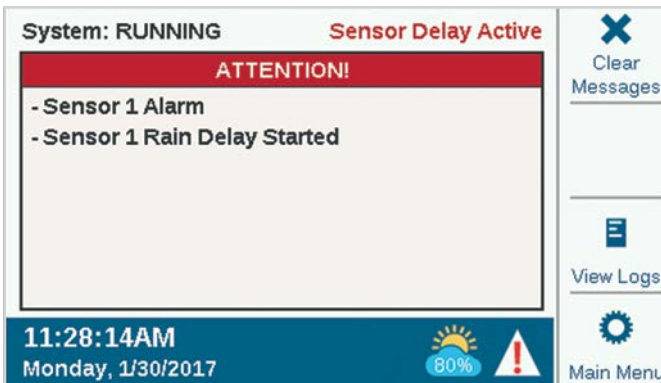 System: RUNNING
Sensor Delay Active
ATTENTION!
- Sensor 1 Alarm
- Sensor 1 Rain Delay Started
11:28:14AM
Monday, 1/30/2017
80%
!
Clear
Messages
View Logs
Main Menu